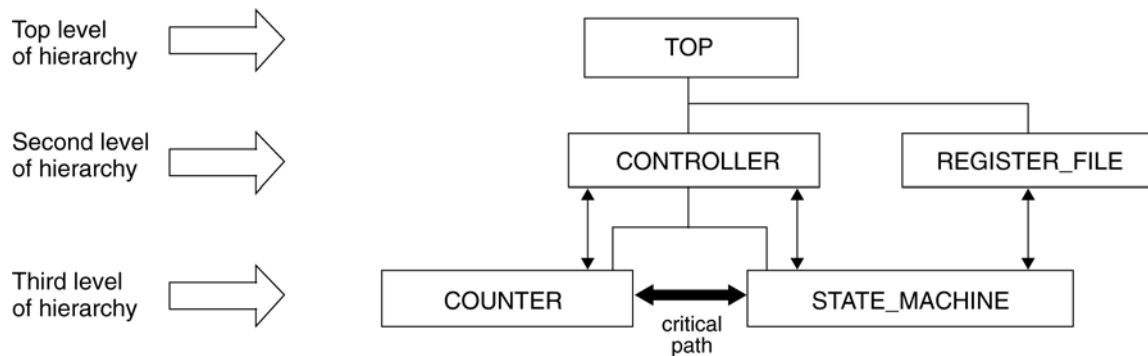 Top level
of hierarchy
TOP
Second level
of hierarchy
CONTROLLER
REGISTER_FILE
Third level
of hierarchy
COUNTER
critical
path
STATE_MACHINE